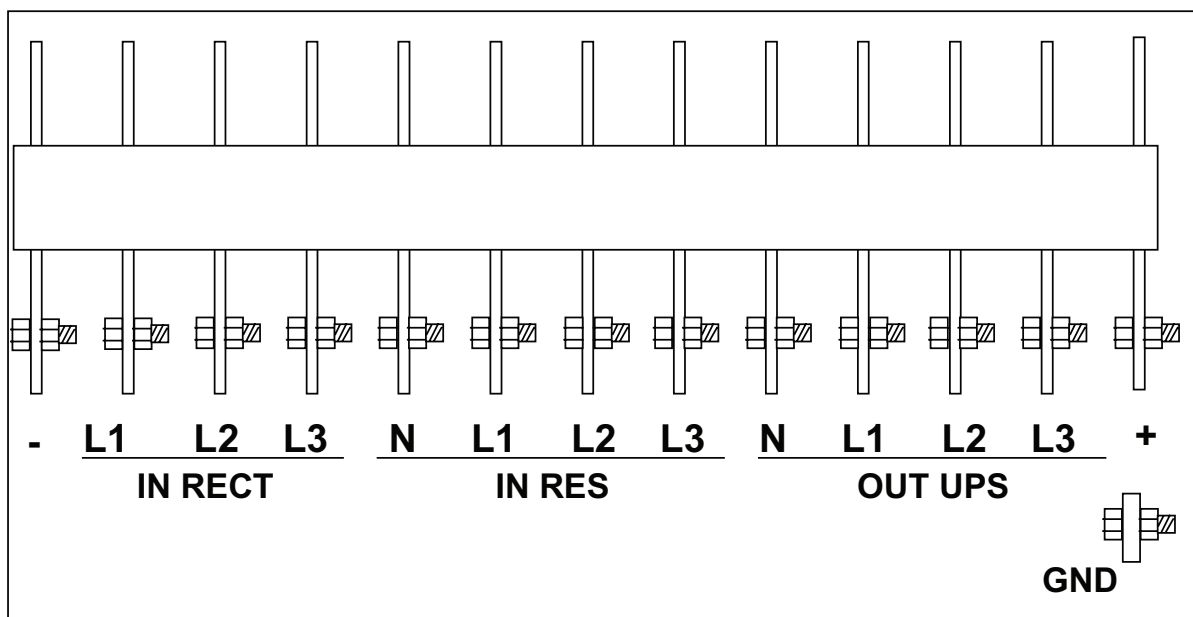 - L1 L2 L3 N L1 L2 L3 N L1 L2 L3 +
IN RECT IN RES OUT UPS
GND